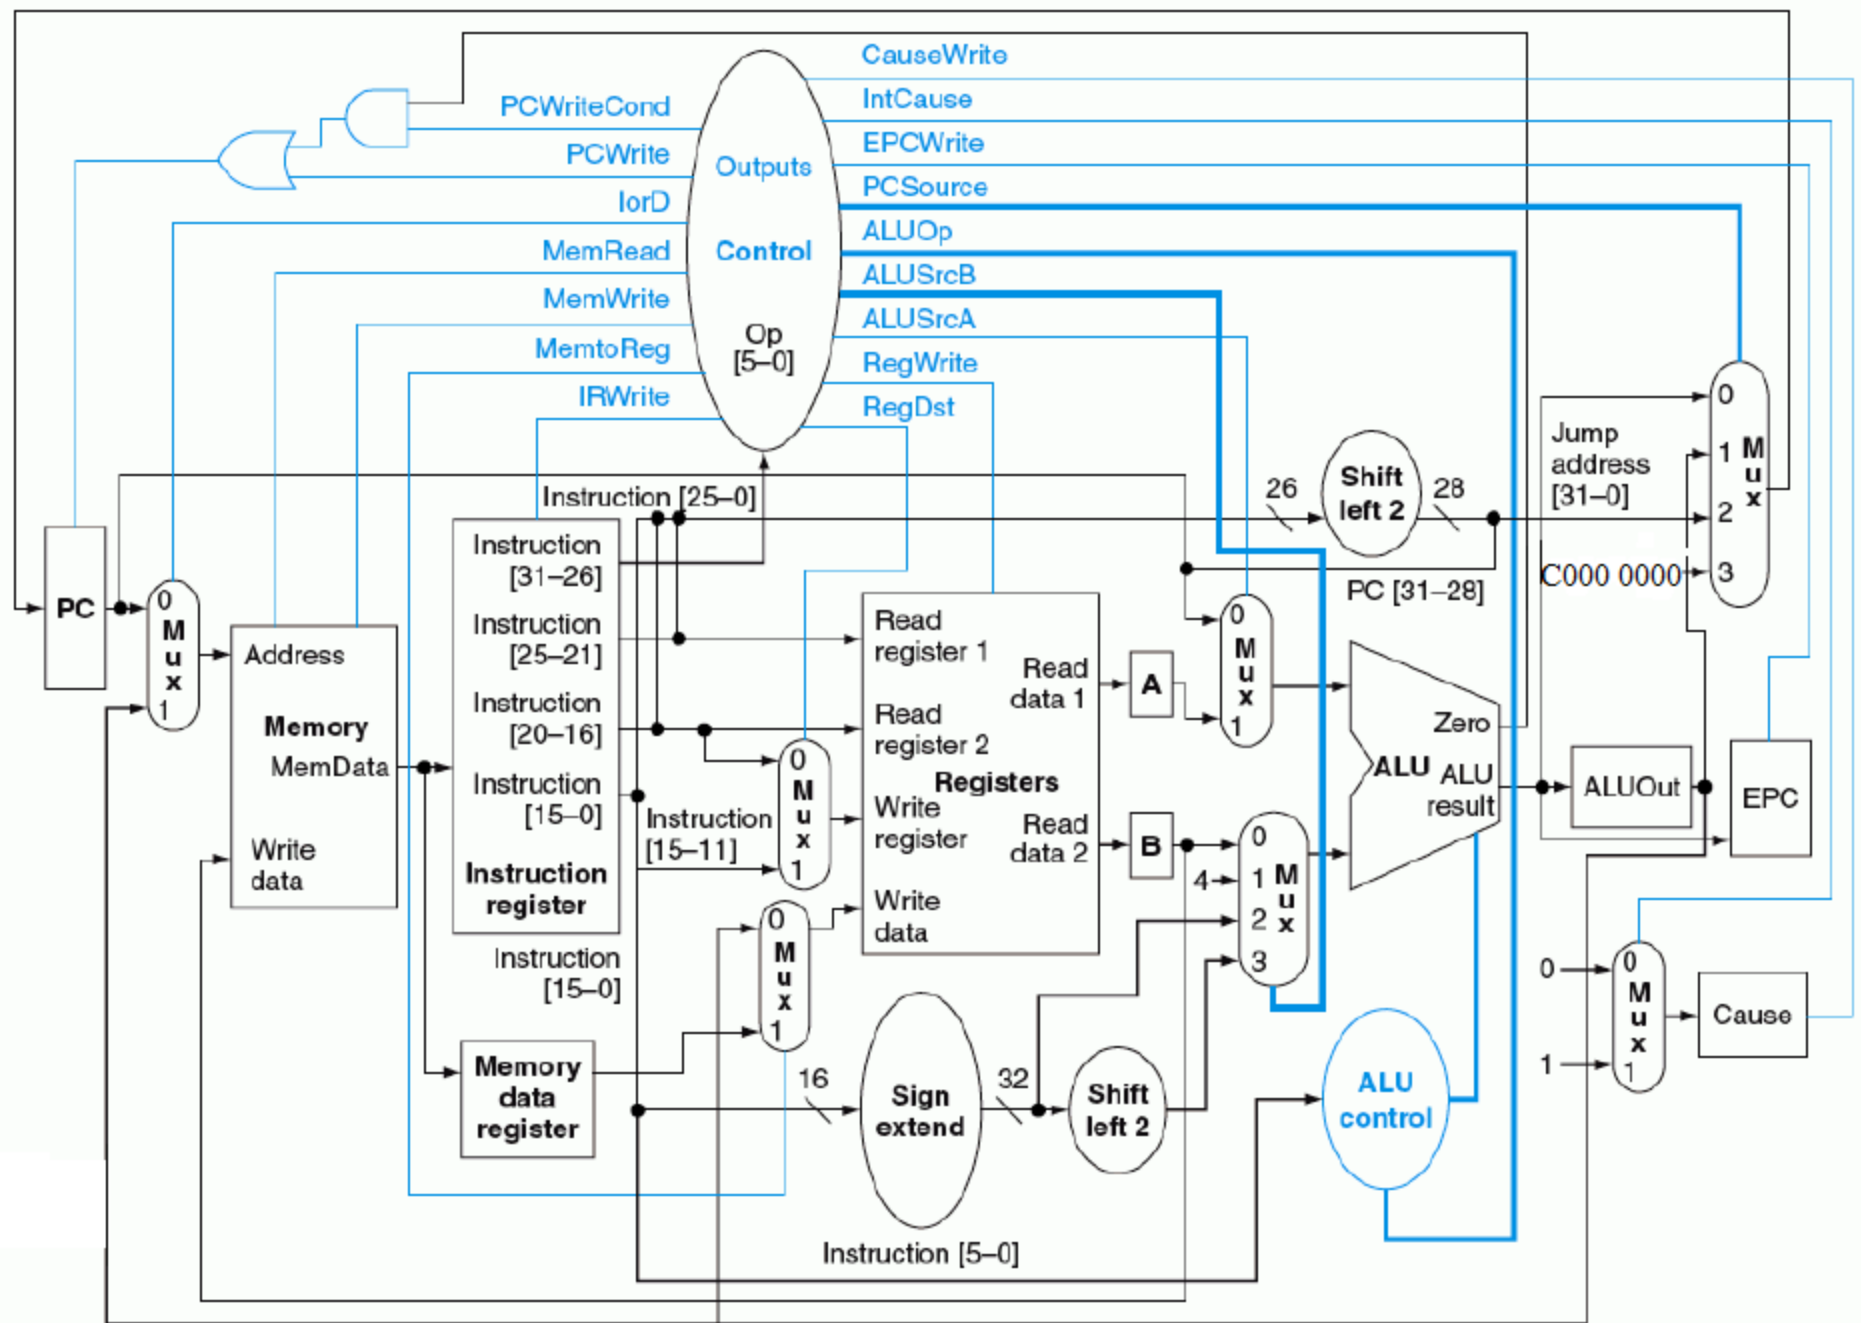 CauseWrite
IntCause
EPCWrite
PCSource
ALUOp
ALUSrcB
ALUSrcA
RegWrite
RegDst
PCWriteCond
PCWrite
IorD
MemRead
MemWrite
MemtoReg
IRWrite
Outputs
Control
Op
[5–0]
PC
0
M
u
x
1
Address
Memory
MemData
Write
data
Instruction [25–0]
Instruction
[31–26]
Instruction
[25–21]
Instruction
[20–16]
Instruction
[15–0]
Instruction
register
Instruction
[15–0]
Memory
data
register
Instruction
[15–11]
0
M
u
x
1
0
M
u
x
1
Read
register 1
Read
register 2
Registers
Write
register
Write
data
Read
data 1
Read
data 2
A
B
4
0
M
u
x
1
0
1
2
3
M
u
x
16
Sign
extend
32
Shift
left 2
Instruction [5–0]
26
Shift
left 2
28
PC [31–28]
Jump
address
[31–0]
C000 0000
0
1
2
3
M
u
x
Zero
ALU
ALU
result
ALUOut
EPC
ALU
control
0
1
0
M
u
x
1
Cause